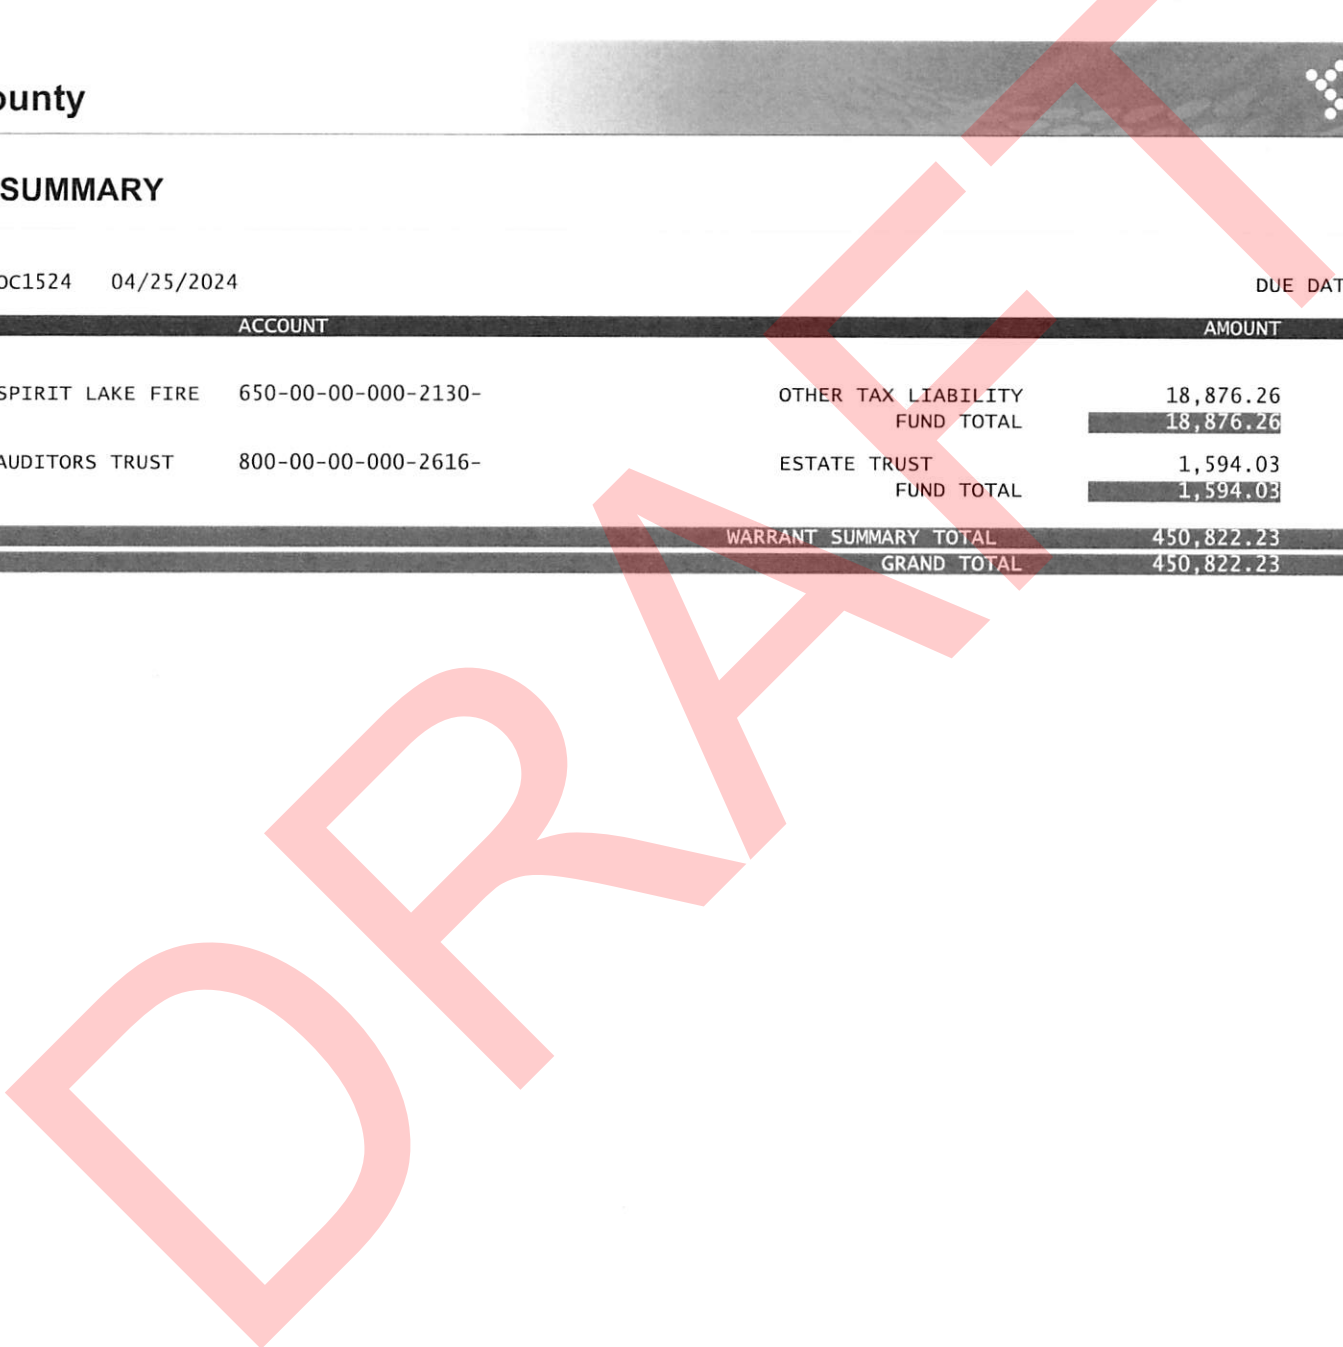 ounty
SUMMARY
oc1524 04/25/2024 DUE DAT
ACCOUNT AMOUNT
SPIRIT LAKE FIRE 650-00-00-000-2130- OTHER TAX LIABILITY 18,876.26
FUND TOTAL 18,876.26
AUDITORS TRUST 800-00-00-000-2616- ESTATE TRUST 1,594.03
FUND TOTAL 1,594.03
WARRANT SUMMARY TOTAL 450,822.23
GRAND TOTAL 450,822.23
DRAFT